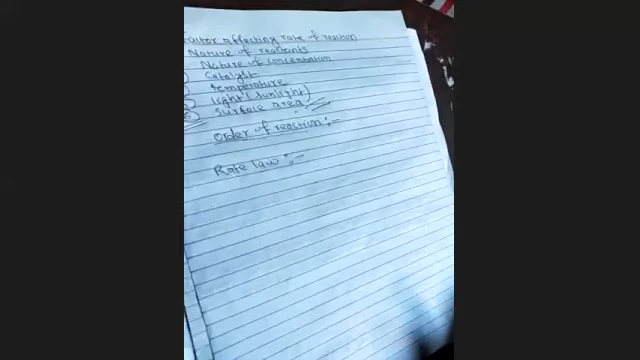 factor affecting rate of reaction
Nature of reactants
Nature of concentration
Catalyst
temperature
light (sunlight)
Surface area
Order of reaction :-
Rate law :-